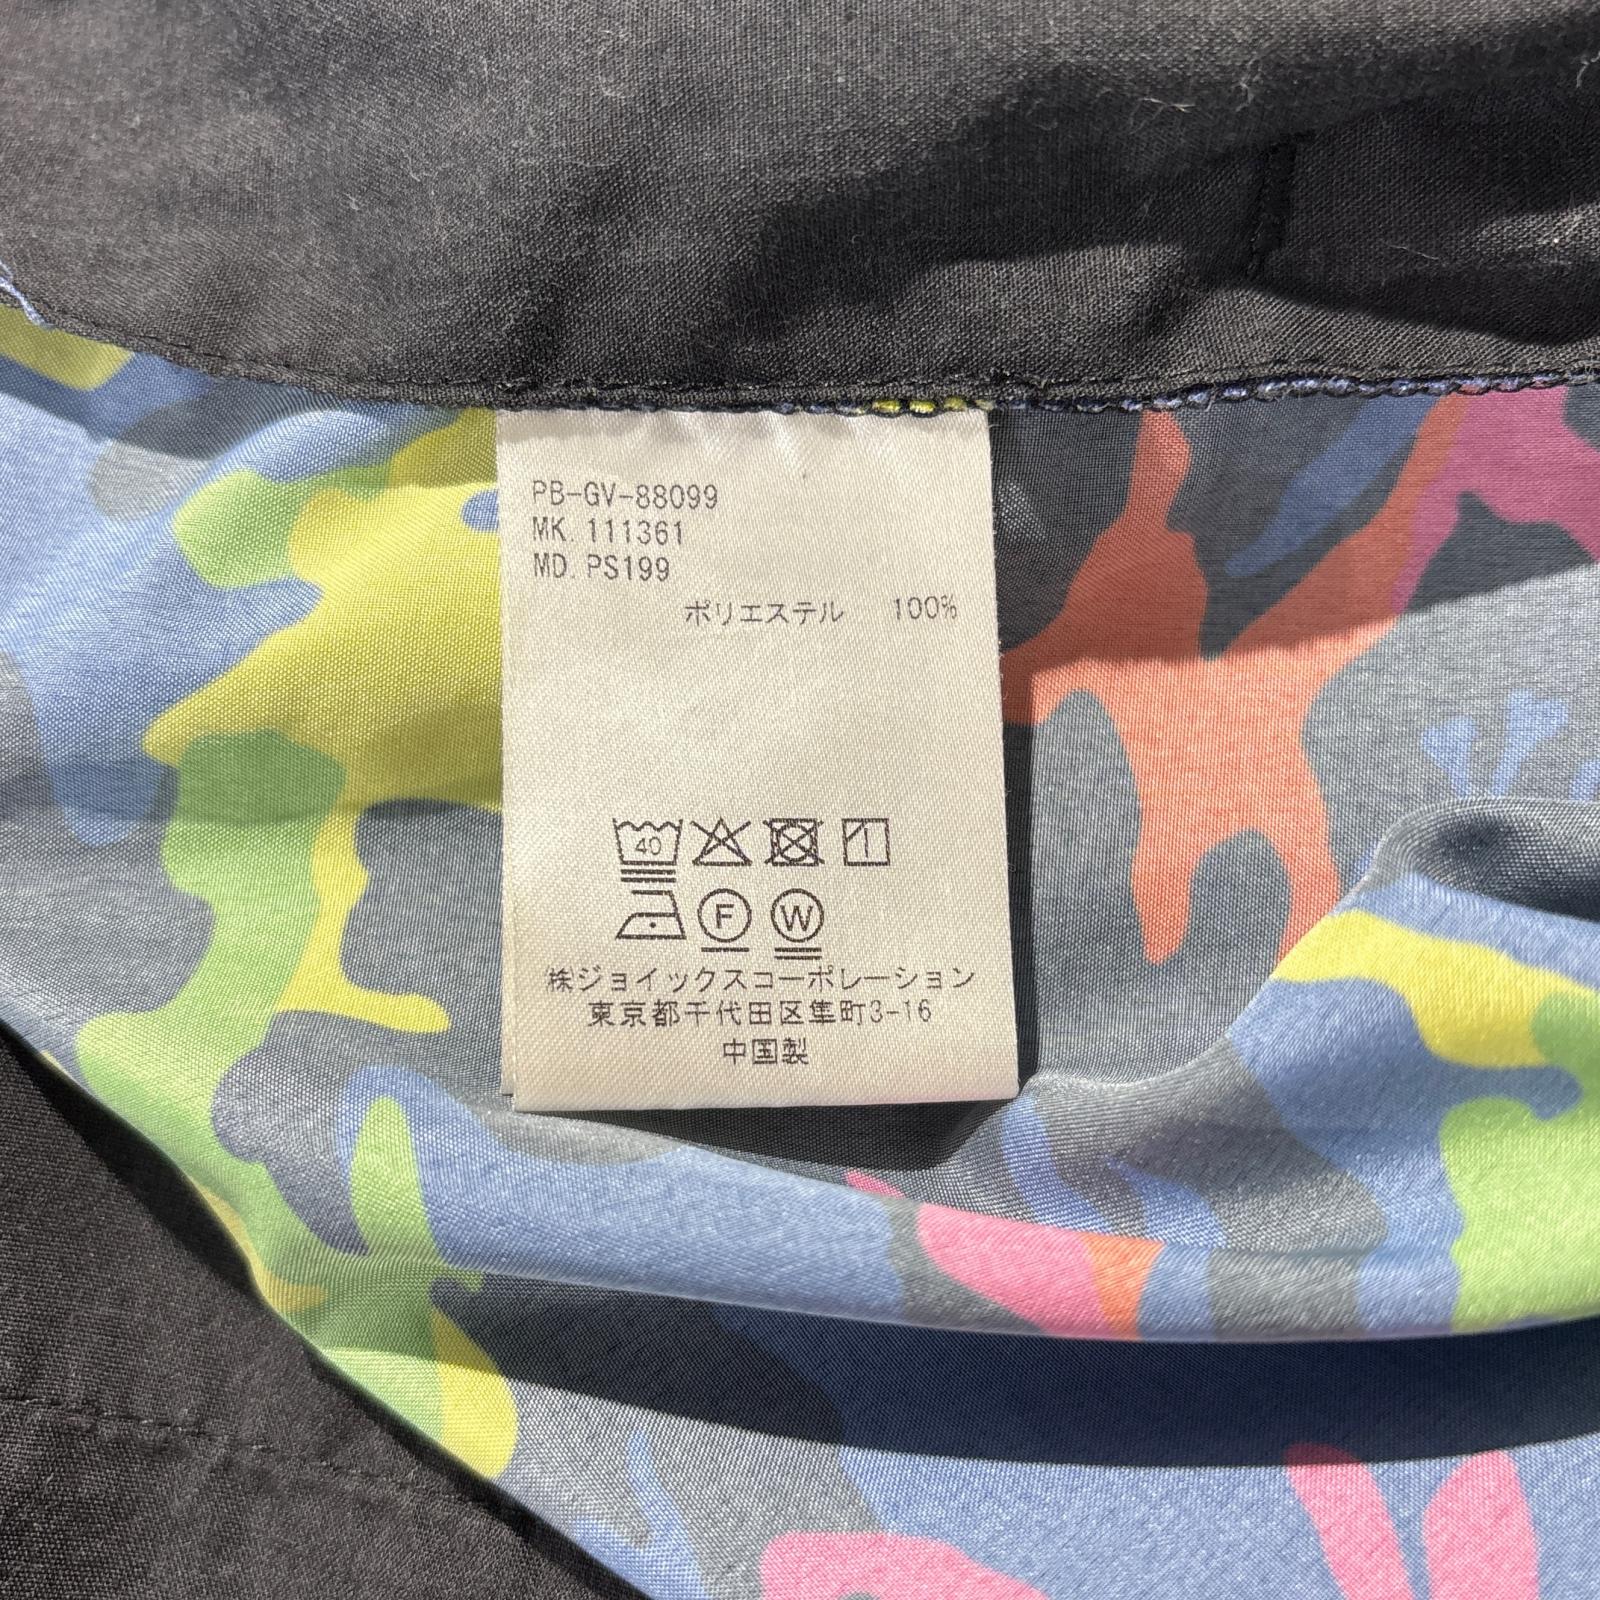 PB-GV-88099
MK. 111361
MD. PS199
ポリエステル 100%
40
F W
株ジョイックスコーポレーション
東京都千代田区隼町3-16
中国製